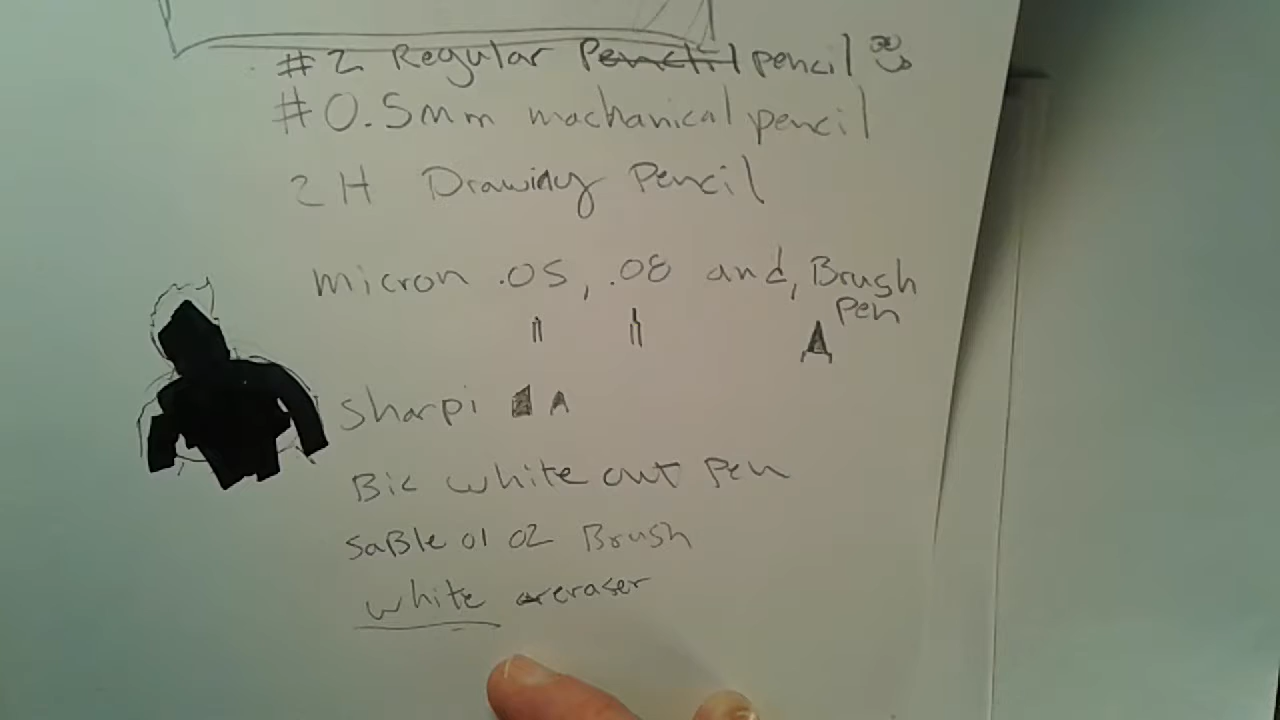 #2 Regular Pencil pencil
#0.5mm machanical pencil
2H Drawing Pencil
micron .05, .08 and, Brush
Pen
sharpi
Bic white out Pen
saBle 01 02 Brush
white eraser